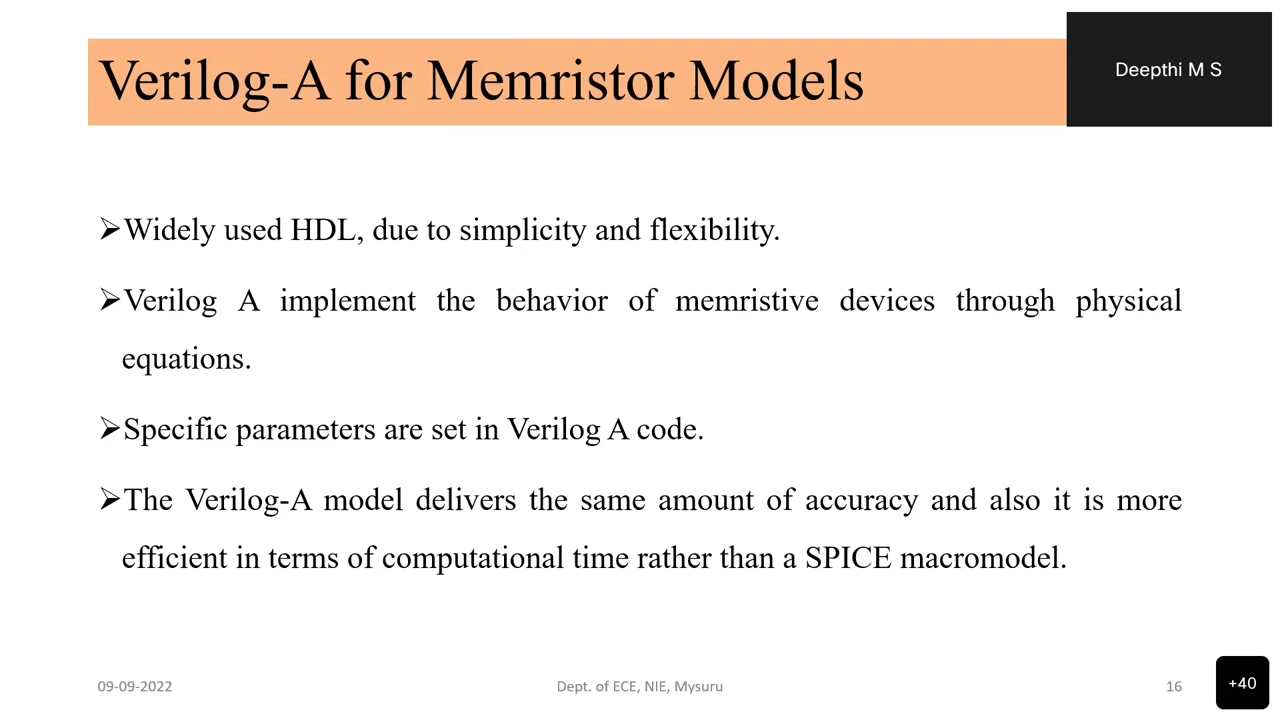 Verilog-A for Memristor Models
Deepthi M S
➢Widely used HDL, due to simplicity and flexibility.
➢Verilog A implement the behavior of memristive devices through physical
equations.
➢Specific parameters are set in Verilog A code.
➢The Verilog-A model delivers the same amount of accuracy and also it is more
efficient in terms of computational time rather than a SPICE macromodel.
09-09-2022
Dept. of ECE, NIE, Mysuru
16
+40